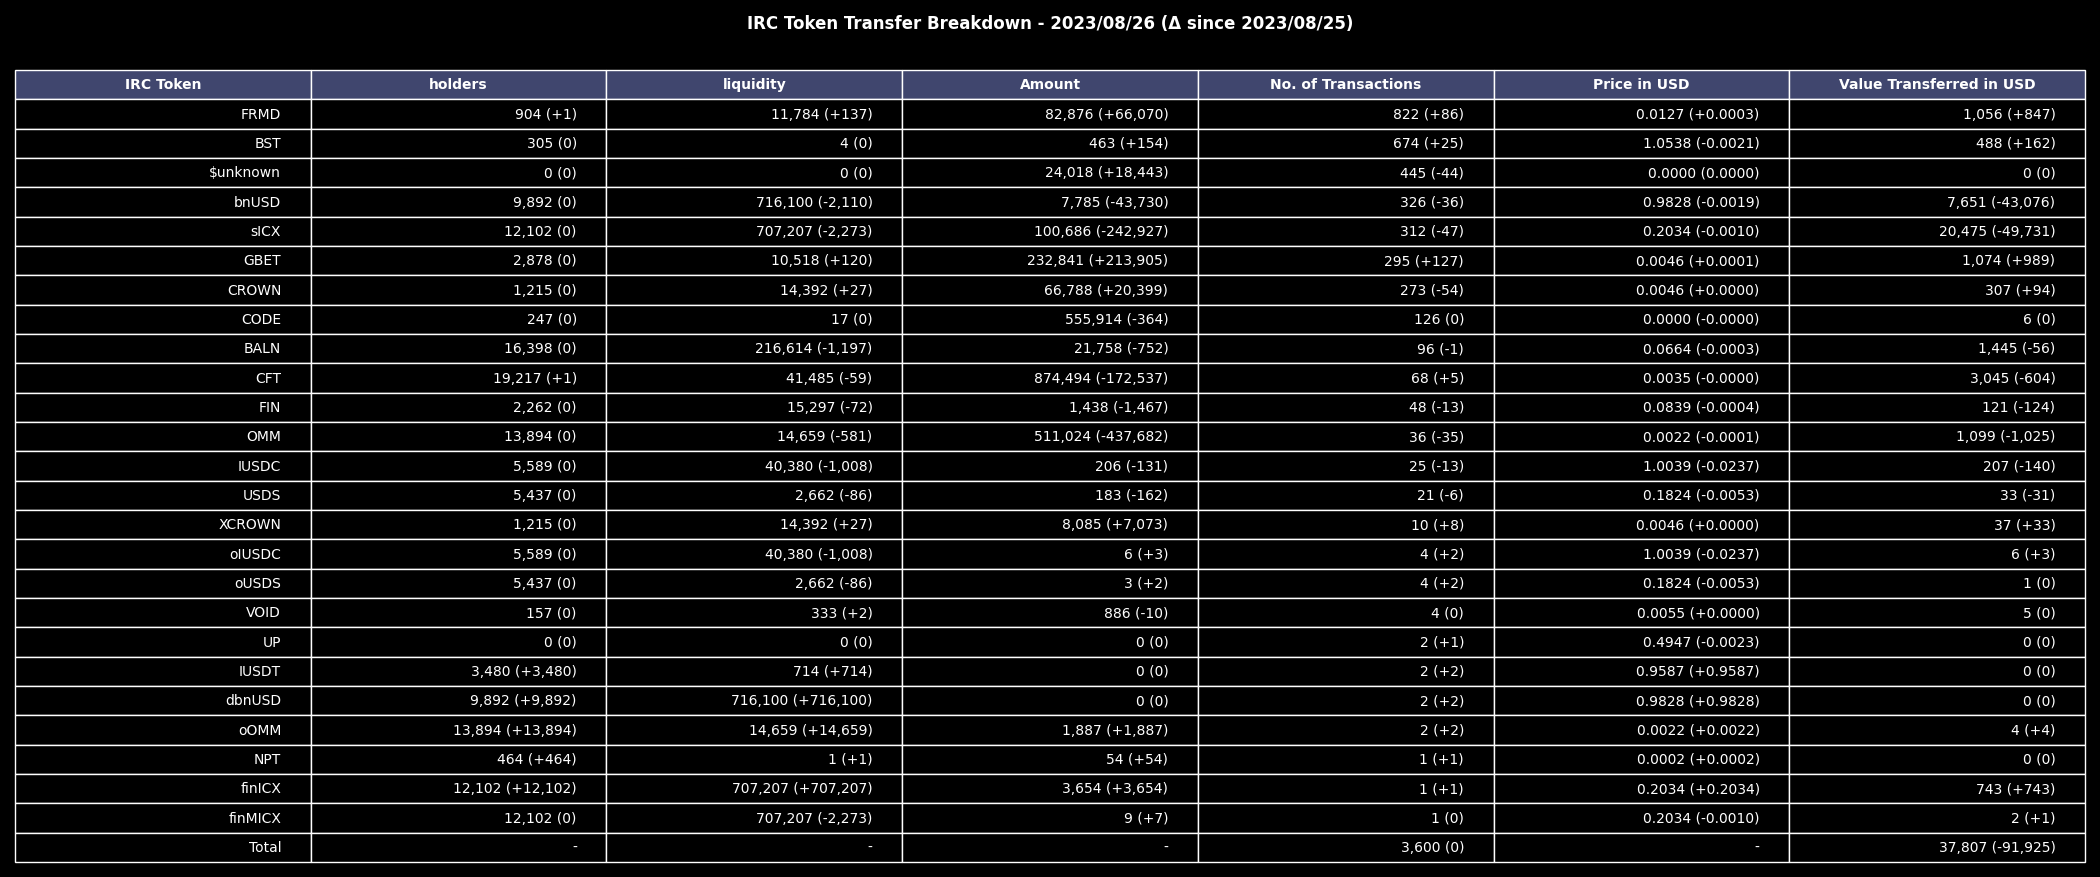 IRC Token Transfer Breakdown - 2023/08/26 (Δ since 2023/08/25)
IRC Token holders liquidity Amount No. of Transactions Price in USD Value Transferred in USD
FRMD 904 (+1) 11,784 (+137) 82,876 (+66,070) 822 (+86) 0.0127 (+0.0003) 1,056 (+847)
BST 305 (0) 4 (0) 463 (+154) 674 (+25) 1.0538 (-0.0021) 488 (+162)
$unknown 0 (0) 0 (0) 24,018 (+18,443) 445 (-44) 0.0000 (0.0000) 0 (0)
bnUSD 9,892 (0) 716,100 (-2,110) 7,785 (-43,730) 326 (-36) 0.9828 (-0.0019) 7,651 (-43,076)
sICX 12,102 (0) 707,207 (-2,273) 100,686 (-242,927) 312 (-47) 0.2034 (-0.0010) 20,475 (-49,731)
GBET 2,878 (0) 10,518 (+120) 232,841 (+213,905) 295 (+127) 0.0046 (+0.0001) 1,074 (+989)
CROWN 1,215 (0) 14,392 (+27) 66,788 (+20,399) 273 (-54) 0.0046 (+0.0000) 307 (+94)
CODE 247 (0) 17 (0) 555,914 (-364) 126 (0) 0.0000 (-0.0000) 6 (0)
BALN 16,398 (0) 216,614 (-1,197) 21,758 (-752) 96 (-1) 0.0664 (-0.0003) 1,445 (-56)
CFT 19,217 (+1) 41,485 (-59) 874,494 (-172,537) 68 (+5) 0.0035 (-0.0000) 3,045 (-604)
FIN 2,262 (0) 15,297 (-72) 1,438 (-1,467) 48 (-13) 0.0839 (-0.0004) 121 (-124)
OMM 13,894 (0) 14,659 (-581) 511,024 (-437,682) 36 (-35) 0.0022 (-0.0001) 1,099 (-1,025)
IUSDC 5,589 (0) 40,380 (-1,008) 206 (-131) 25 (-13) 1.0039 (-0.0237) 207 (-140)
USDS 5,437 (0) 2,662 (-86) 183 (-162) 21 (-6) 0.1824 (-0.0053) 33 (-31)
XCROWN 1,215 (0) 14,392 (+27) 8,085 (+7,073) 10 (+8) 0.0046 (+0.0000) 37 (+33)
oIUSDC 5,589 (0) 40,380 (-1,008) 6 (+3) 4 (+2) 1.0039 (-0.0237) 6 (+3)
oUSDS 5,437 (0) 2,662 (-86) 3 (+2) 4 (+2) 0.1824 (-0.0053) 1 (0)
VOID 157 (0) 333 (+2) 886 (-10) 4 (0) 0.0055 (+0.0000) 5 (0)
UP 0 (0) 0 (0) 0 (0) 2 (+1) 0.4947 (-0.0023) 0 (0)
IUSDT 3,480 (+3,480) 714 (+714) 0 (0) 2 (+2) 0.9587 (+0.9587) 0 (0)
dbnUSD 9,892 (+9,892) 716,100 (+716,100) 0 (0) 2 (+2) 0.9828 (+0.9828) 0 (0)
oOMM 13,894 (+13,894) 14,659 (+14,659) 1,887 (+1,887) 2 (+2) 0.0022 (+0.0022) 4 (+4)
NPT 464 (+464) 1 (+1) 54 (+54) 1 (+1) 0.0002 (+0.0002) 0 (0)
finICX 12,102 (+12,102) 707,207 (+707,207) 3,654 (+3,654) 1 (+1) 0.2034 (+0.2034) 743 (+743)
finMICX 12,102 (0) 707,207 (-2,273) 9 (+7) 1 (0) 0.2034 (-0.0010) 2 (+1)
Total - - - 3,600 (0) - 37,807 (-91,925)